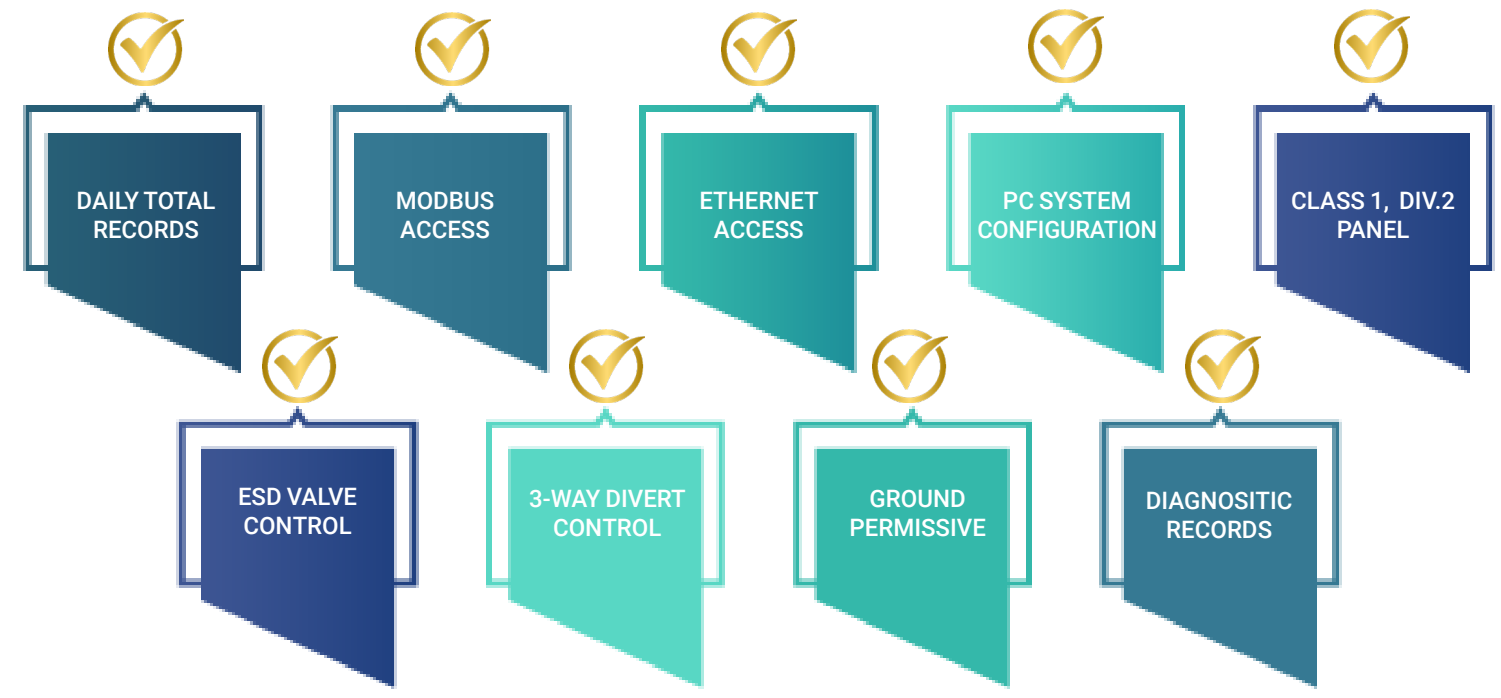 DAILY TOTAL
RECORDS
MODBUS
ACCESS
ETHERNET
ACCESS
PC SYSTEM
CONFIGURATION
CLASS 1, DIV.2
PANEL
ESD VALVE
CONTROL
3-WAY DIVERT
CONTROL
GROUND
PERMISSIVE
DIAGNOSITIC
RECORDS